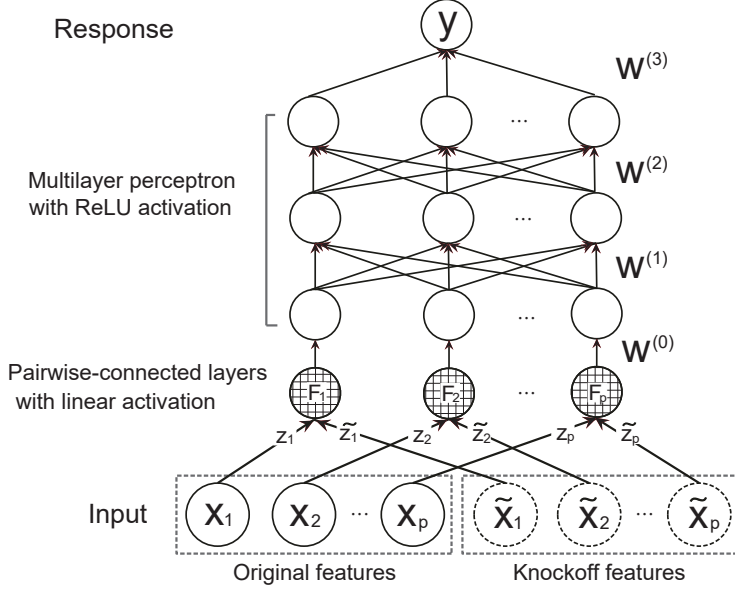 Response
y
W(3)
...
Multilayer perceptron
with ReLU activation
W(2)
...
W(1)
...
W(0)
Pairwise-connected layers
with linear activation
F1 F2 ... Fp
z1 z̃1 z2 z̃2 zp z̃p
Input
x1 x2 ... xp x̃1 x̃2 ... x̃p
Original features Knockoff features